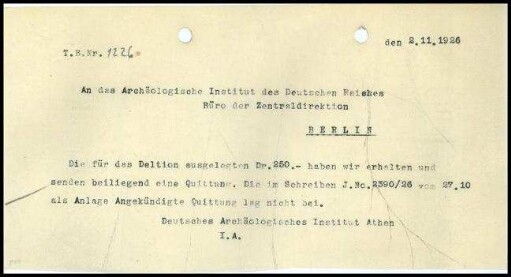 den 2.11.1926
T.B.Nr. 1226
An das Archäologische Institut des Deutschen Reiches
Büro der Zentraldirektion
BERLIN
Die für des Deltion ausgelegten Dr.250.- haben wir erhalten und
senden beiliegend eine Quittung. Die im Schreiben J.No.2390/26 vom 27.10
als Anlage Angekündigte Quittung lag nicht bei.
Deutsches Archäologisches Institut Athen
I.A.